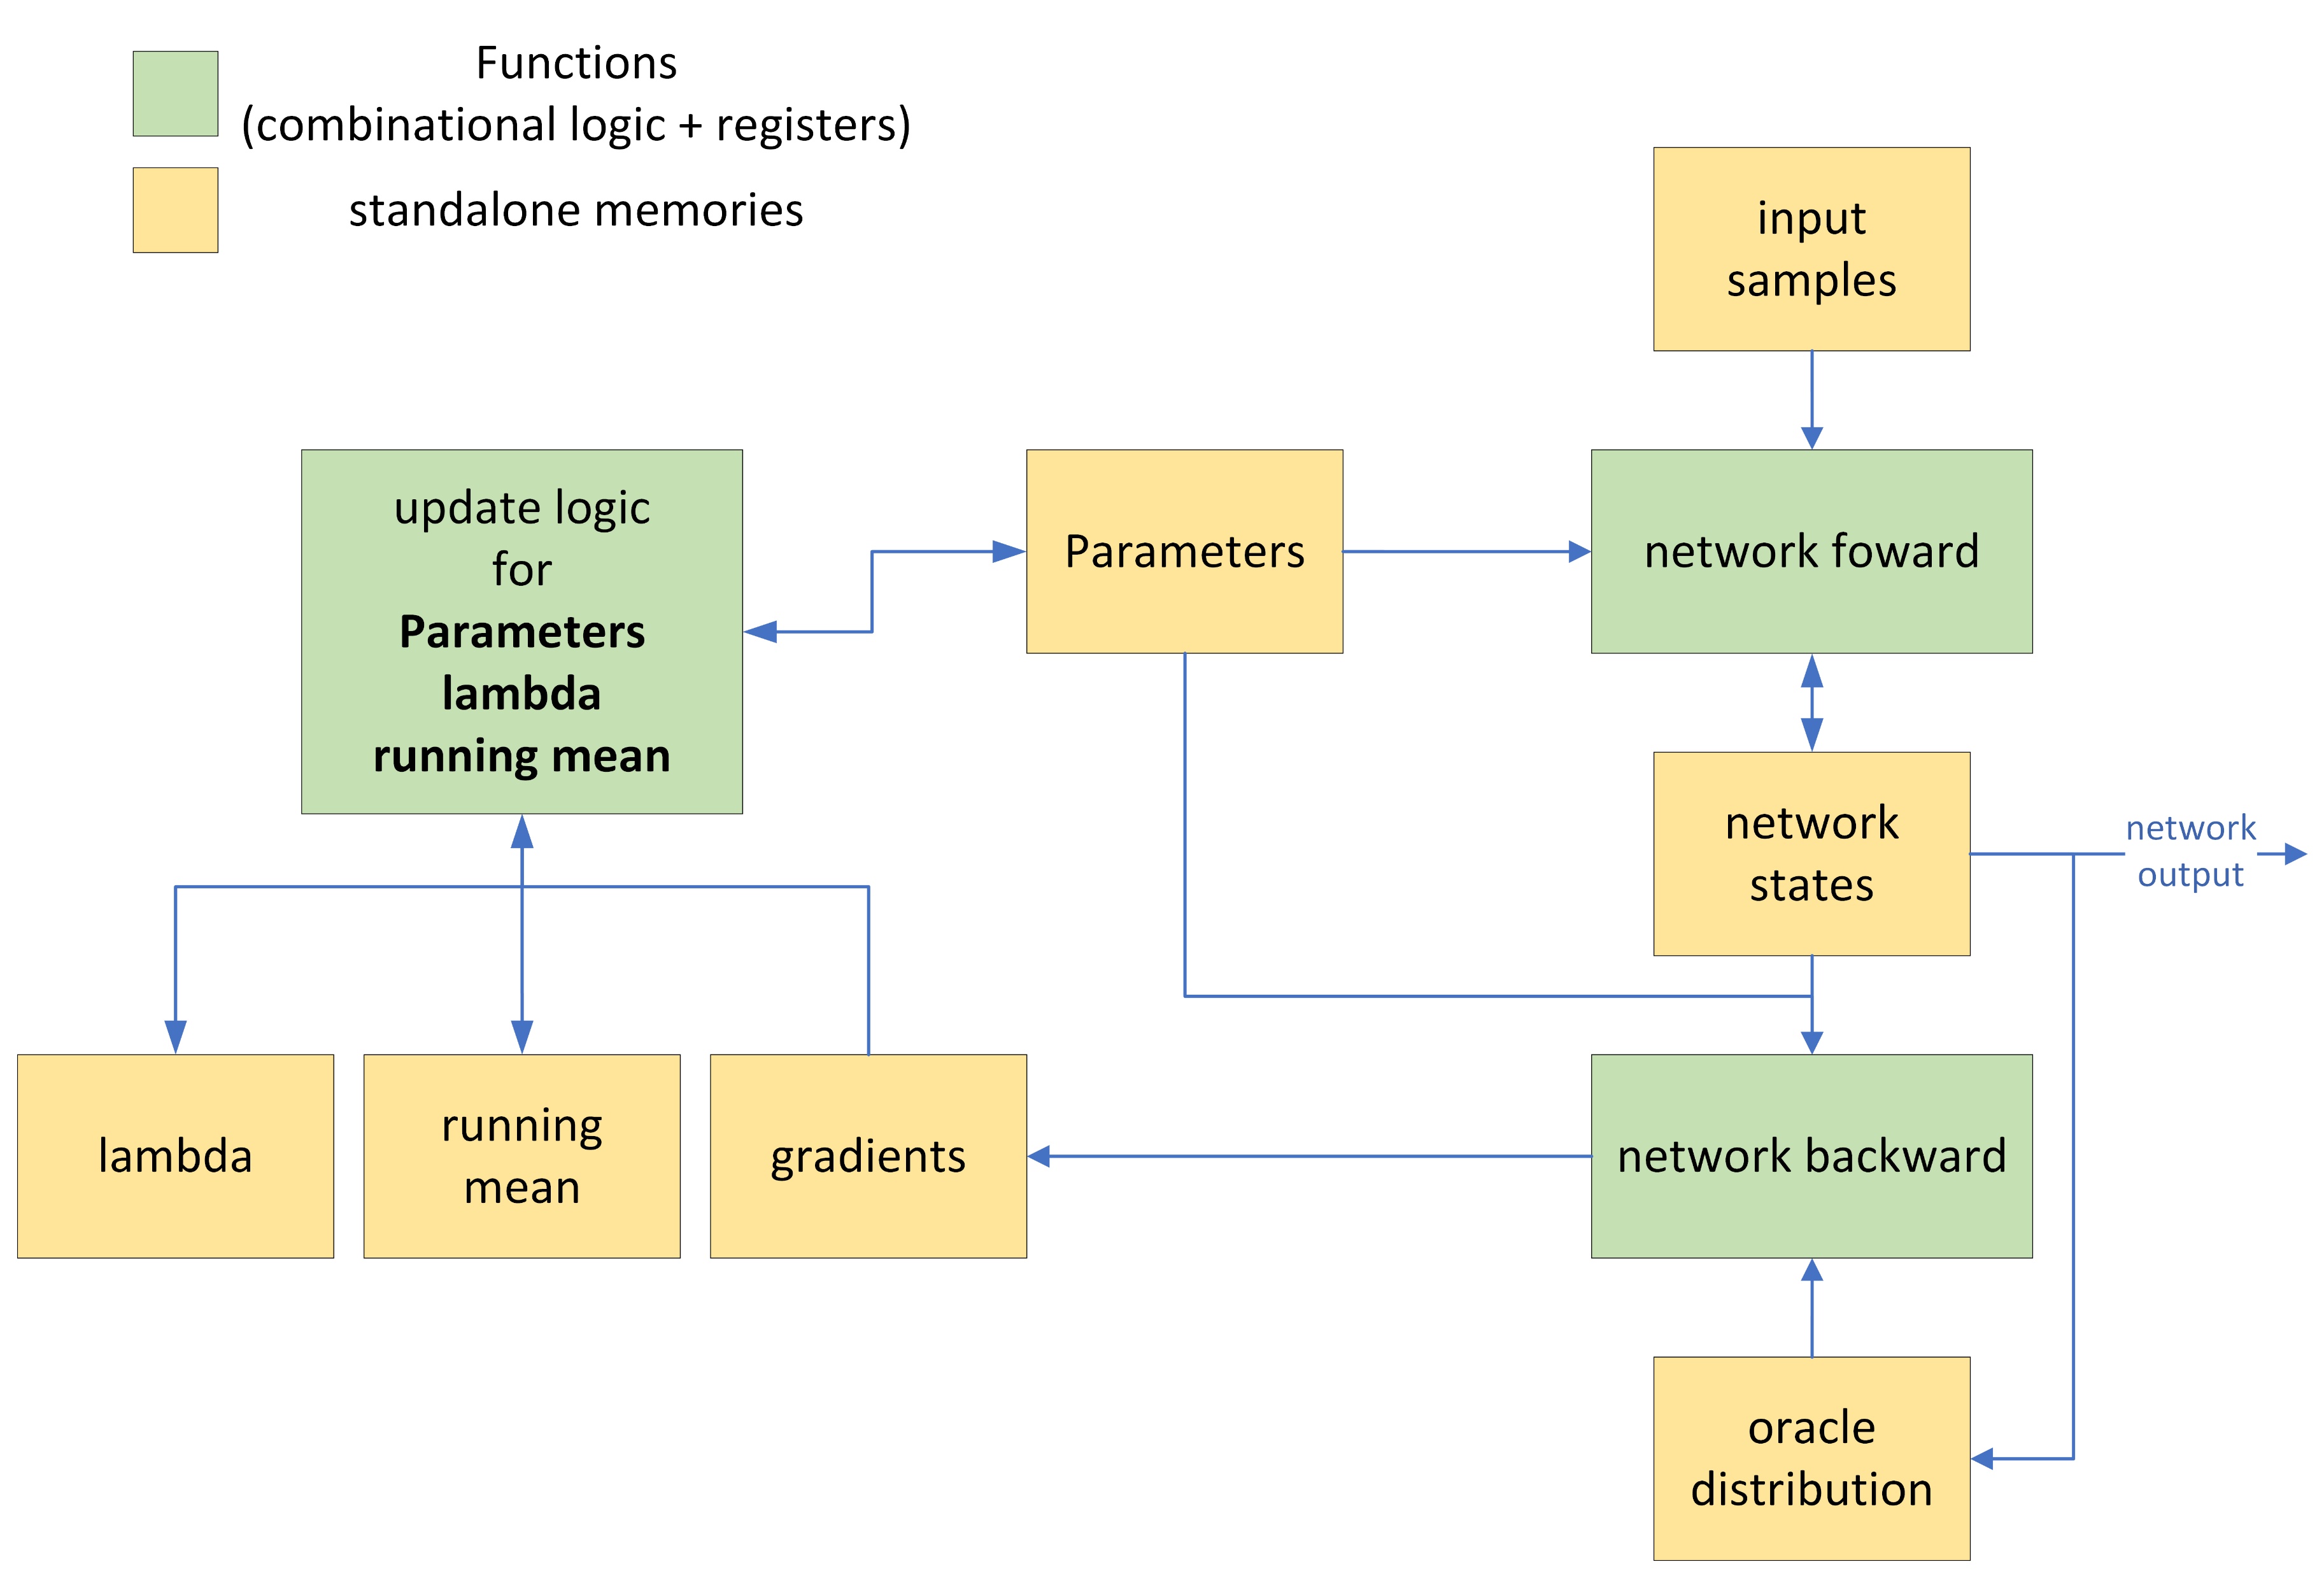 Functions
(combinational logic + registers)
standalone memories
input
samples
update logic
for
Parameters
lambda
running mean
Parameters
network foward
network
states
network
output
lambda
running
mean
gradients
network backward
oracle
distribution